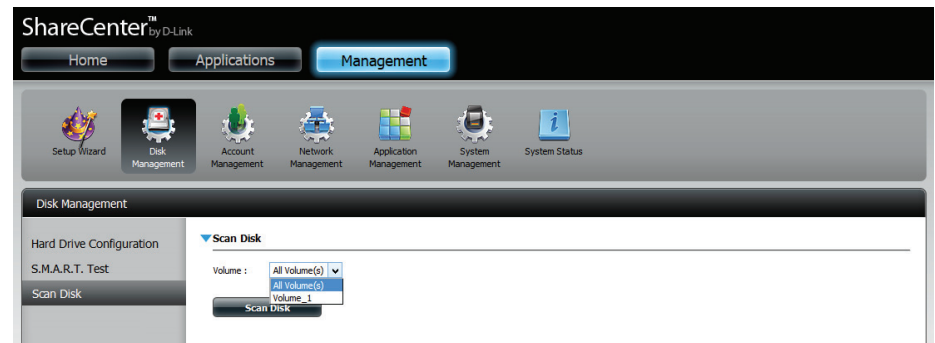 ShareCenter™ by D-Link
Home Applications Management
Setup Wizard Disk Management Account Management Network Management Application Management System Management System Status
Disk Management
Hard Drive Configuration
S.M.A.R.T. Test
Scan Disk
Scan Disk
Volume : All Volume(s)
All Volume(s)
Volume_1
Scan Disk